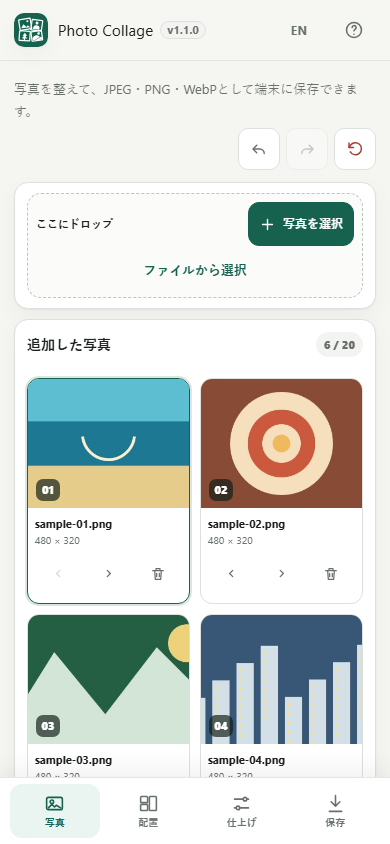 Photo Collage v1.1.0 EN
写真を整えて、JPEG・PNG・WebPとして端末に保存できま
す。
ここにドロップ
写真を選択
ファイルから選択
追加した写真 6 / 20
01
sample-01.png
480 × 320
02
sample-02.png
480 × 320
03
sample-03.png
480 × 320
04
sample-04.png
480 × 320
写真
配置
仕上げ
保存